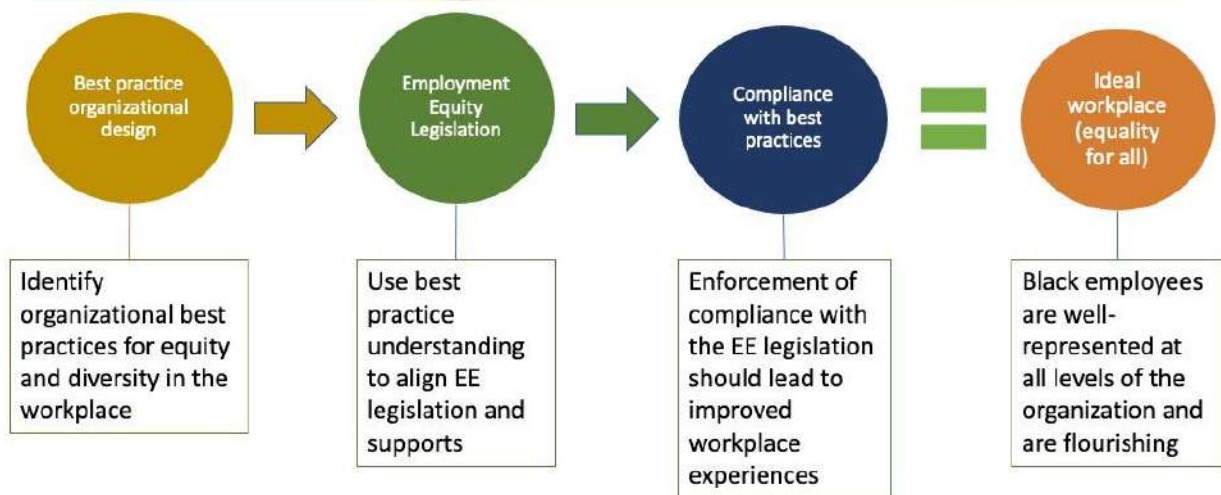 Best practice
organizational
design
Employment
Equity
Legislation
Compliance
with best
practices
Ideal
workplace
(equality
for all)
Identify
organizational best
practices for equity
and diversity in the
workplace
Use best
practice
understanding
to align EE
legislation and
supports
Enforcement of
compliance with
the EE legislation
should lead to
improved
workplace
experiences
Black employees
are well-
represented at
all levels of the
organization and
are flourishing